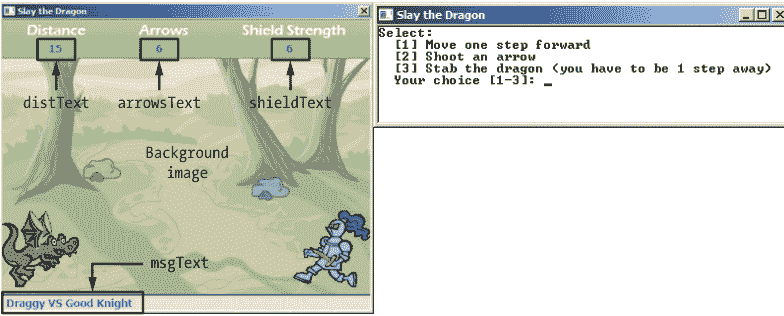 Slay the Dragon
Distance Arrows Shield Strength
15 6 6
distText arrowsText shieldText
Background
image
msgText
Draggy VS Good Knight
Slay the Dragon
Select:
[1] Move one step forward
[2] Shoot an arrow
[3] Stab the dragon (you have to be 1 step away)
Your choice [1-3]: _